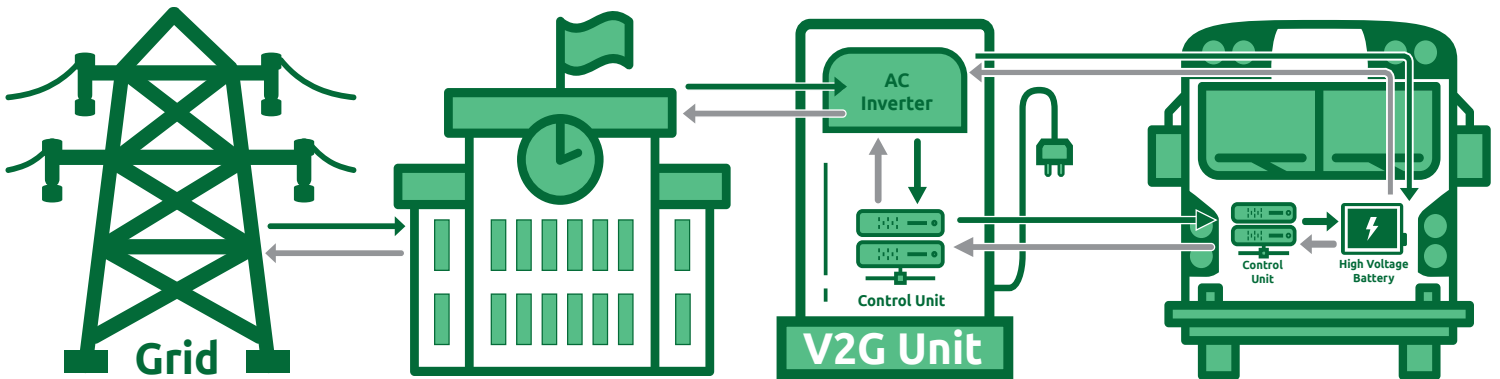 Grid
AC
Inverter
Control Unit
V2G Unit
Control
Unit
High Voltage
Battery